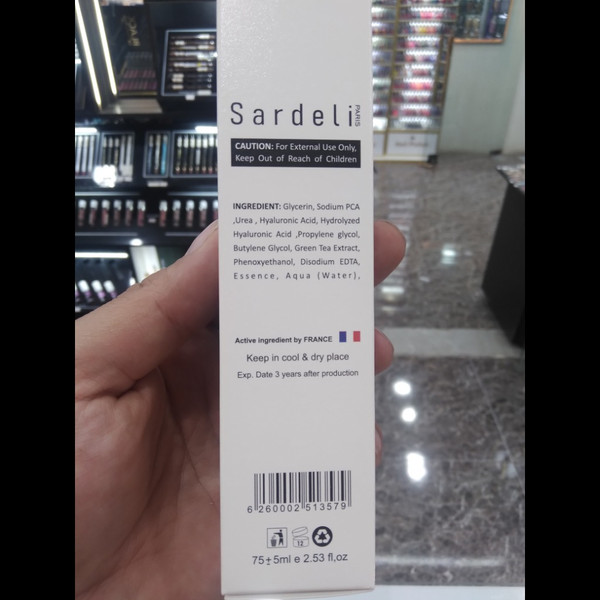 Sardeli PARIS
CAUTION: For External Use Only,
Keep Out of Reach of Children
INGREDIENT: Glycerin, Sodium PCA
,Urea , Hyaluronic Acid, Hydrolyzed
Hyaluronic Acid ,Propylene glycol,
Butylene Glycol, Green Tea Extract,
Phenoxyethanol, Disodium EDTA,
Essence, Aqua (Water),
Active ingredient by FRANCE
Keep in cool & dry place
Exp. Date 3 years after production
6 260002 513579
12
75±5ml e 2.53 fl,oz